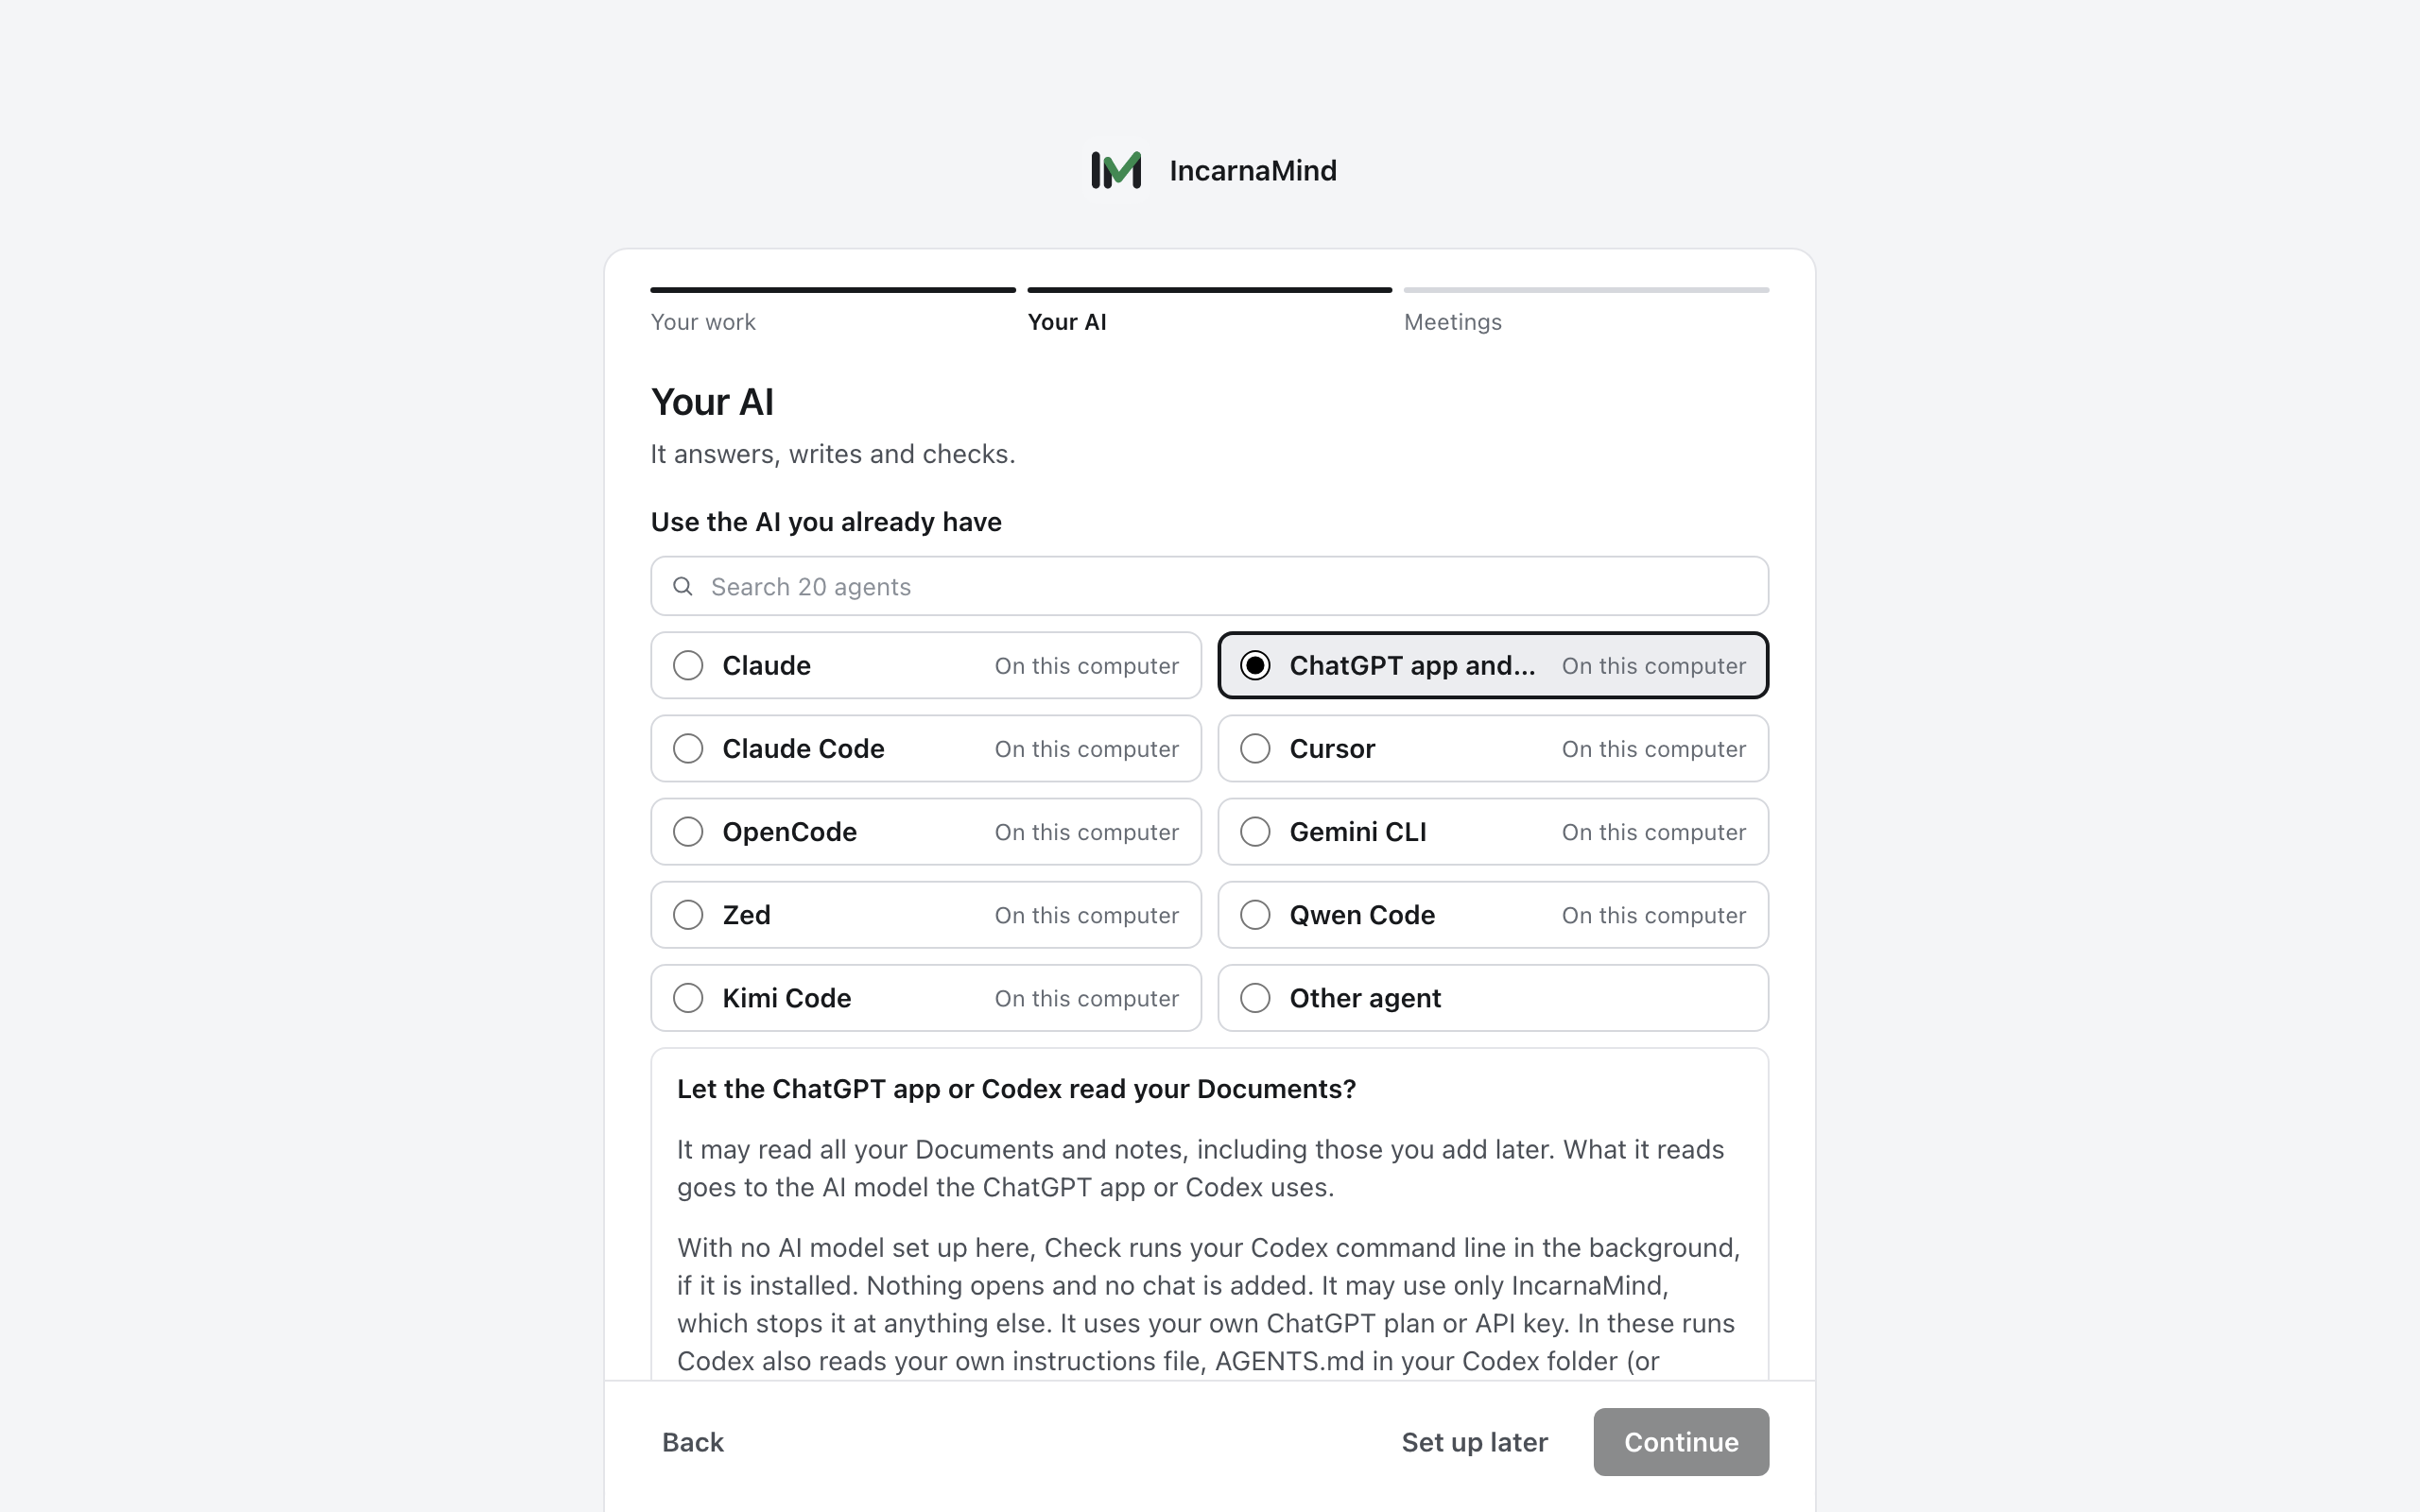 IncarnaMind
Your work
Your AI
Meetings
Your AI
It answers, writes and checks.
Use the AI you already have
Search 20 agents
Claude On this computer
ChatGPT app and... On this computer
Claude Code On this computer
Cursor On this computer
OpenCode On this computer
Gemini CLI On this computer
Zed On this computer
Qwen Code On this computer
Kimi Code On this computer
Other agent
Let the ChatGPT app or Codex read your Documents?
It may read all your Documents and notes, including those you add later. What it reads
goes to the AI model the ChatGPT app or Codex uses.
With no AI model set up here, Check runs your Codex command line in the background,
if it is installed. Nothing opens and no chat is added. It may use only IncarnaMind,
which stops it at anything else. It uses your own ChatGPT plan or API key. In these runs
Codex also reads your own instructions file, AGENTS.md in your Codex folder (or
Back
Set up later
Continue